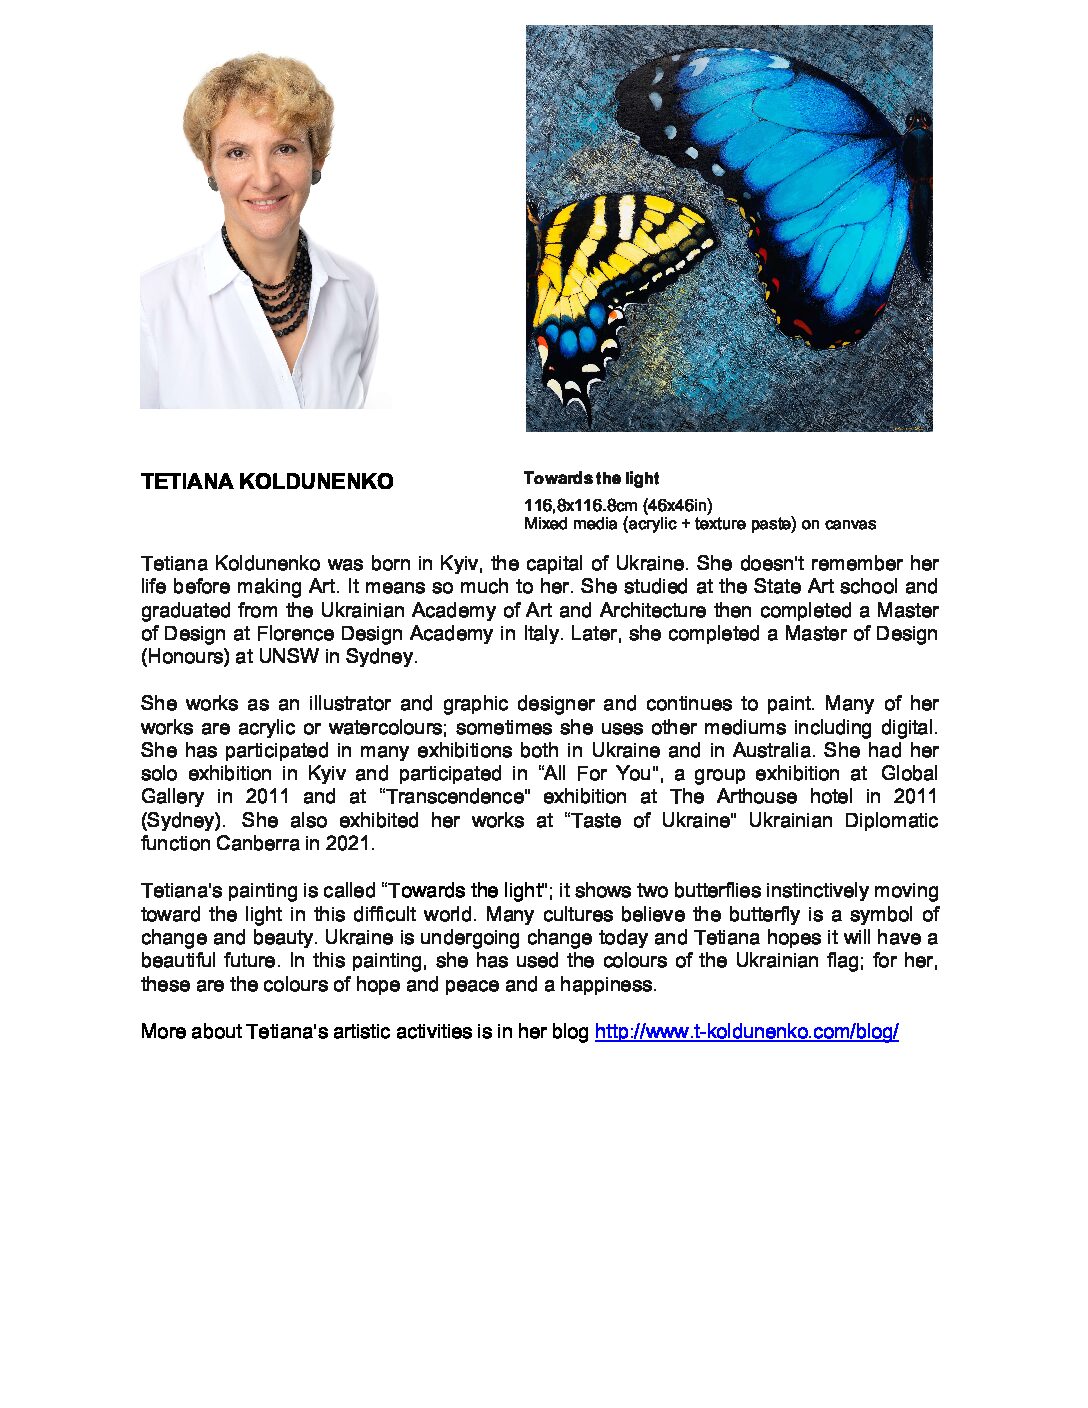 TETIANA KOLDUNENKO
Towards the light
116,8x116.8cm (46x46in)
Mixed media (acrylic + texture paste) on canvas
Tetiana Koldunenko was born in Kyiv, the capital of Ukraine. She doesn't remember her
life before making Art. It means so much to her. She studied at the State Art school and
graduated from the Ukrainian Academy of Art and Architecture then completed a Master
of Design at Florence Design Academy in Italy. Later, she completed a Master of Design
(Honours) at UNSW in Sydney.
She works as an illustrator and graphic designer and continues to paint. Many of her
works are acrylic or watercolours; sometimes she uses other mediums including digital.
She has participated in many exhibitions both in Ukraine and in Australia. She had her
solo exhibition in Kyiv and participated in “All For You", a group exhibition at Global
Gallery in 2011 and at “Transcendence" exhibition at The Arthouse hotel in 2011
(Sydney). She also exhibited her works at “Taste of Ukraine" Ukrainian Diplomatic
function Canberra in 2021.
Tetiana's painting is called “Towards the light"; it shows two butterflies instinctively moving
toward the light in this difficult world. Many cultures believe the butterfly is a symbol of
change and beauty. Ukraine is undergoing change today and Tetiana hopes it will have a
beautiful future. In this painting, she has used the colours of the Ukrainian flag; for her,
these are the colours of hope and peace and a happiness.
More about Tetiana's artistic activities is in her blog http://www.t-koldunenko.com/blog/